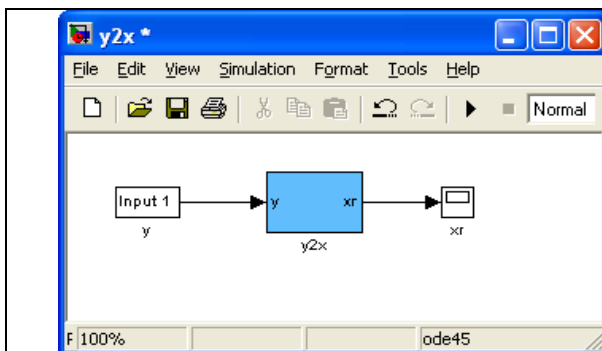 y2x *
File Edit View Simulation Format Tools Help
Normal
Input 1
y
y
xr
y2x
xr
F 100%
ode45